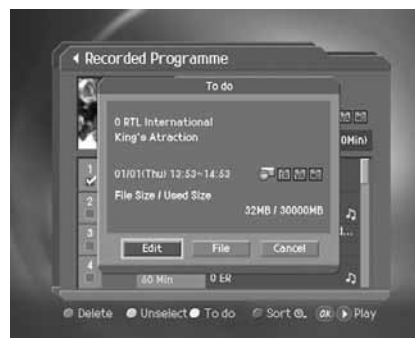 Recorded Programme
To do
0 RTL International
King's Atraction
0Min)
01/01(Thu) 13:53~14:53
File Size / Used Size
32MB / 30000MB
1
2
3
4
Edit File Cancel
60 Min 0 ER
Delete Unselect To do Sort OK Play